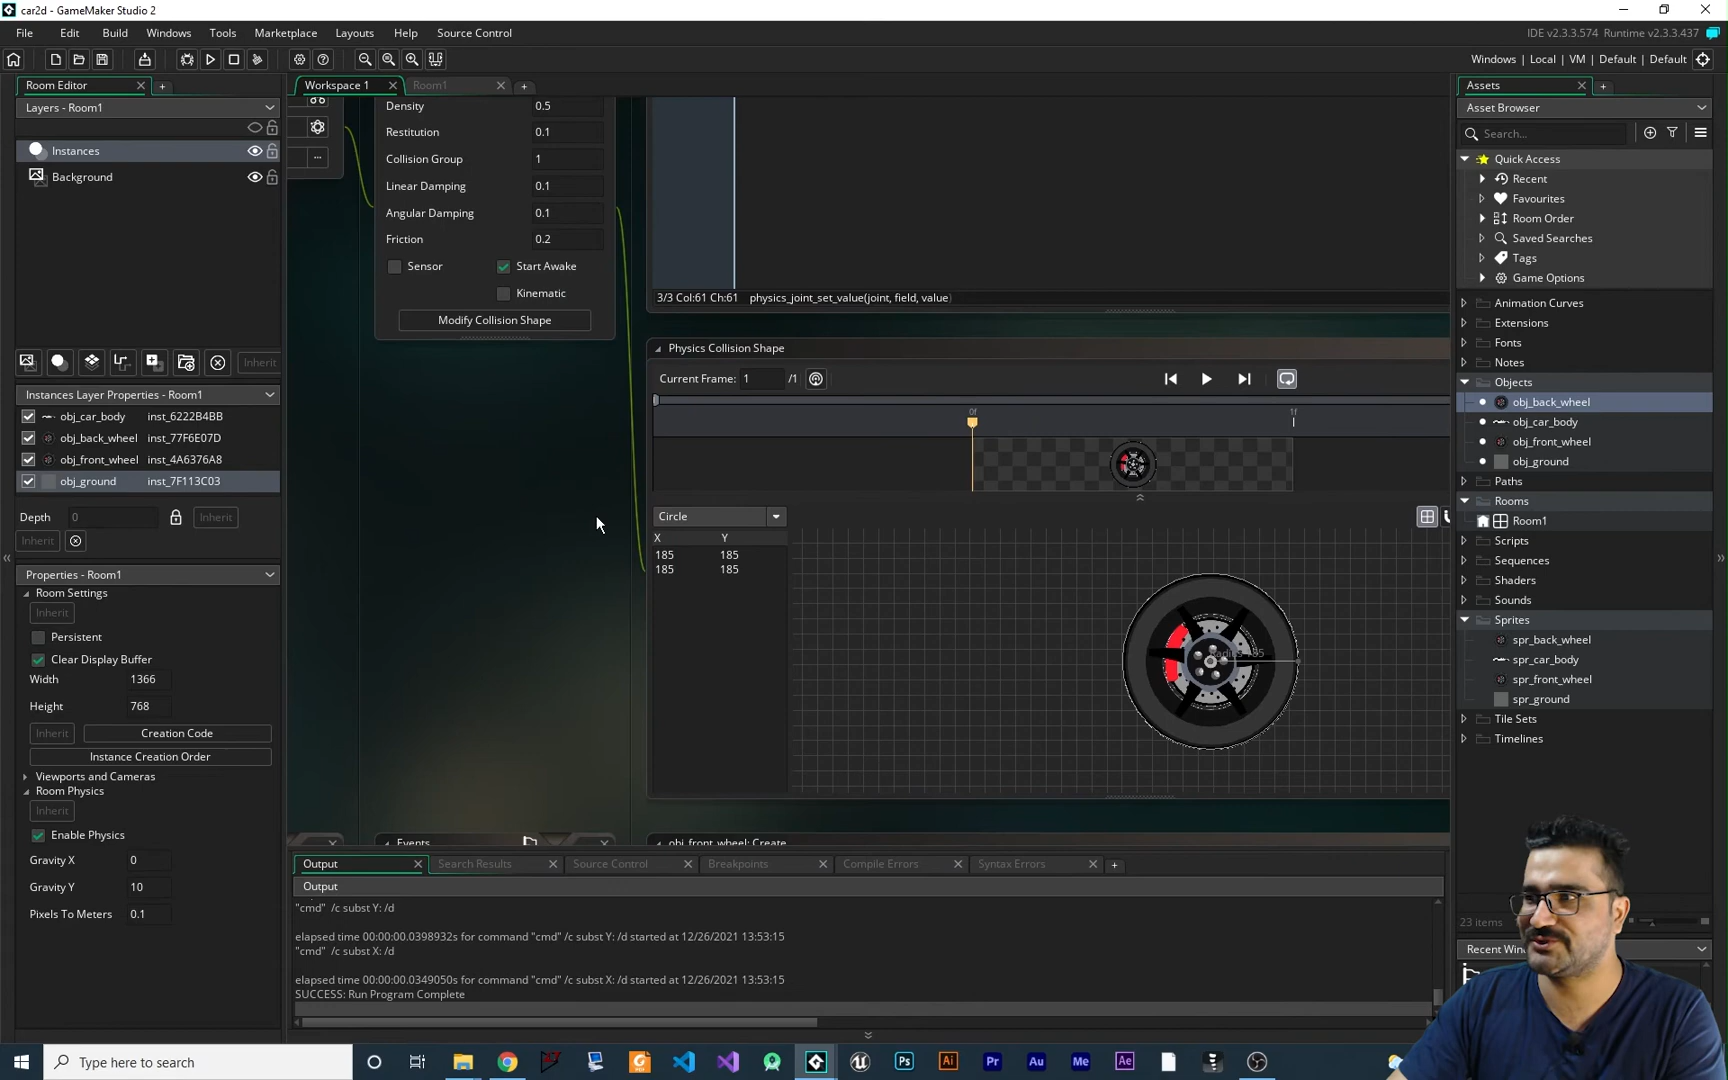 car2d - GameMaker Studio 2
File Edit Build Windows Tools Marketplace Layouts Help Source Control
IDE v2.3.3.574 Runtime v2.3.3.437
Windows | Local | VM | Default | Default
Room Editor
Layers - Room1
Instances
Background
Inherit
Instances Layer Properties - Room1
obj_car_body inst_6222B4BB
obj_back_wheel inst_77F6E07D
obj_front_wheel inst_4A6376A8
obj_ground inst_7F113C03
Depth 0 Inherit
Inherit
Properties - Room1
Room Settings
Inherit
Persistent
Clear Display Buffer
Width 1366
Height 768
Inherit Creation Code
Instance Creation Order
Viewports and Cameras
Room Physics
Inherit
Enable Physics
Gravity X 0
Gravity Y 10
Pixels To Meters 0.1
Workspace 1 Room1
Density 0.5
Restitution 0.1
Collision Group 1
Linear Damping 0.1
Angular Damping 0.1
Friction 0.2
Sensor Start Awake
Kinematic
Modify Collision Shape
3/3 Col:61 Ch:61 physics_joint_set_value(joint, field, value)
Physics Collision Shape
Current Frame: 1 /1
0f 1f
Circle
X Y
185 185
185 185
Radius 185
Events
obj_front_wheel: Create
Output Search Results Source Control Breakpoints Compile Errors Syntax Errors
Output
"cmd" /c subst Y: /d
elapsed time 00:00:00.0398932s for command "cmd" /c subst Y: /d started at 12/26/2021 13:53:15
"cmd" /c subst X: /d
elapsed time 00:00:00.0349050s for command "cmd" /c subst X: /d started at 12/26/2021 13:53:15
SUCCESS: Run Program Complete
Assets
Asset Browser
Search...
Quick Access
Recent
Favourites
Room Order
Saved Searches
Tags
Game Options
Animation Curves
Extensions
Fonts
Notes
Objects
obj_back_wheel
obj_car_body
obj_front_wheel
obj_ground
Paths
Rooms
Room1
Scripts
Sequences
Shaders
Sounds
Sprites
spr_back_wheel
spr_car_body
spr_front_wheel
spr_ground
Tile Sets
Timelines
23 items
Type here to search
Ps Ai Pr Au Me Ae